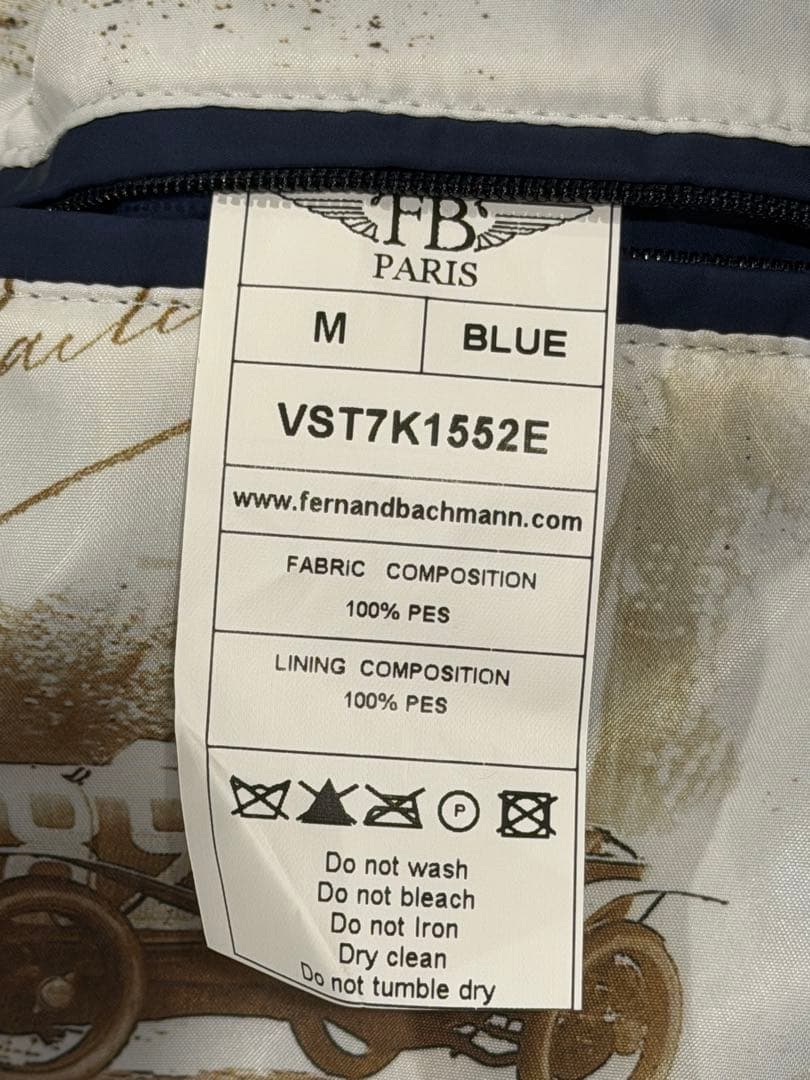 FB
PARIS
M
BLUE
VST7K1552E
www.fernandbachmann.com
FABRIC COMPOSITION
100% PES
LINING COMPOSITION
100% PES
P
Do not wash
Do not bleach
Do not Iron
Dry clean
Do not tumble dry